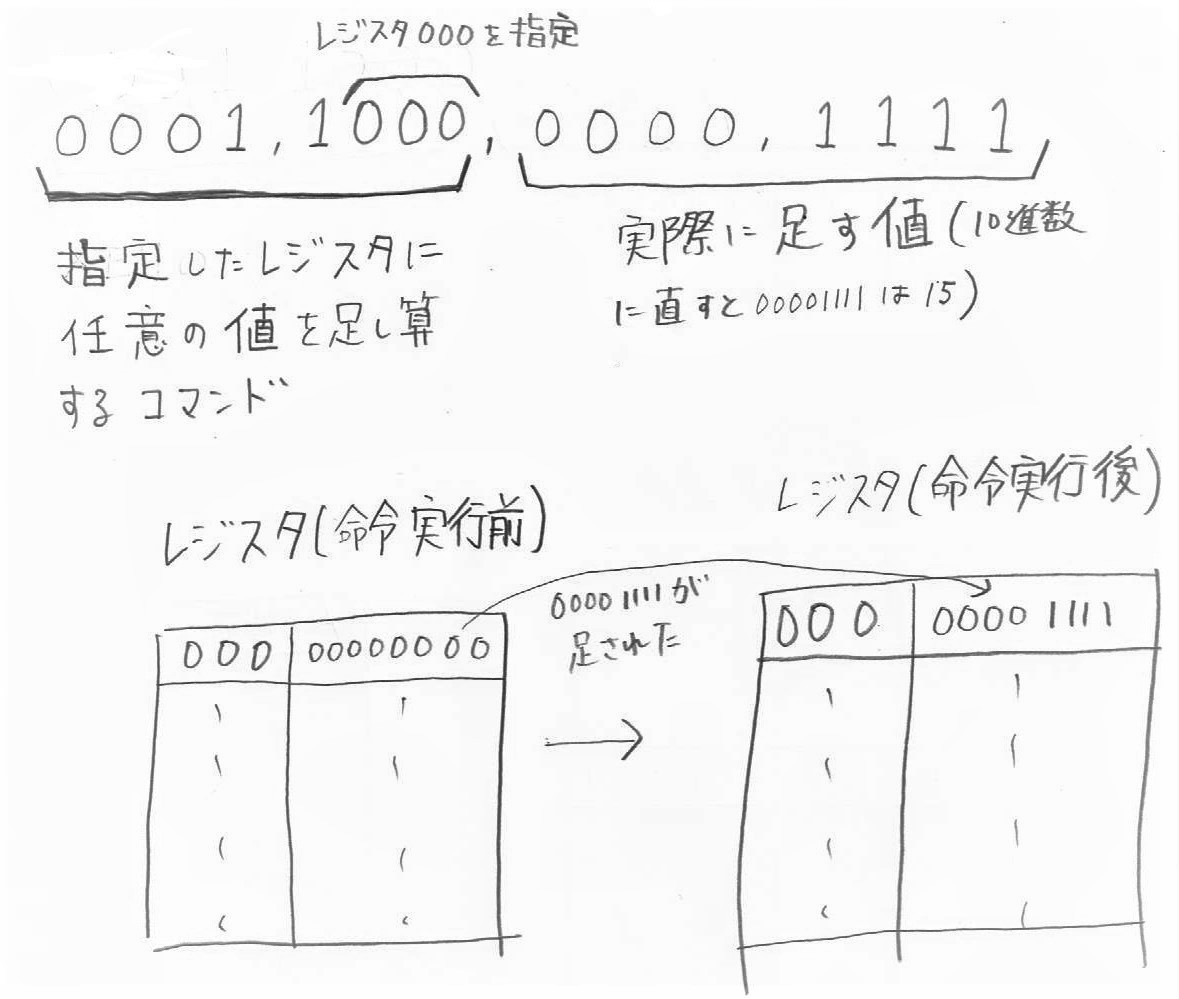 レジスタ000を指定
0001,1000,0000,1111
指定したレジスタに
任意の値を足し算
するコマンド
実際に足す値(10進数
に直すと00001111は15)
レジスタ(命令実行前)
レジスタ(命令実行後)
000 00000000
00001111が
足された
000 00001111